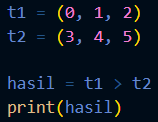 t1 = (0, 1, 2)
t2 = (3, 4, 5)
hasil = t1 > t2
print(hasil)